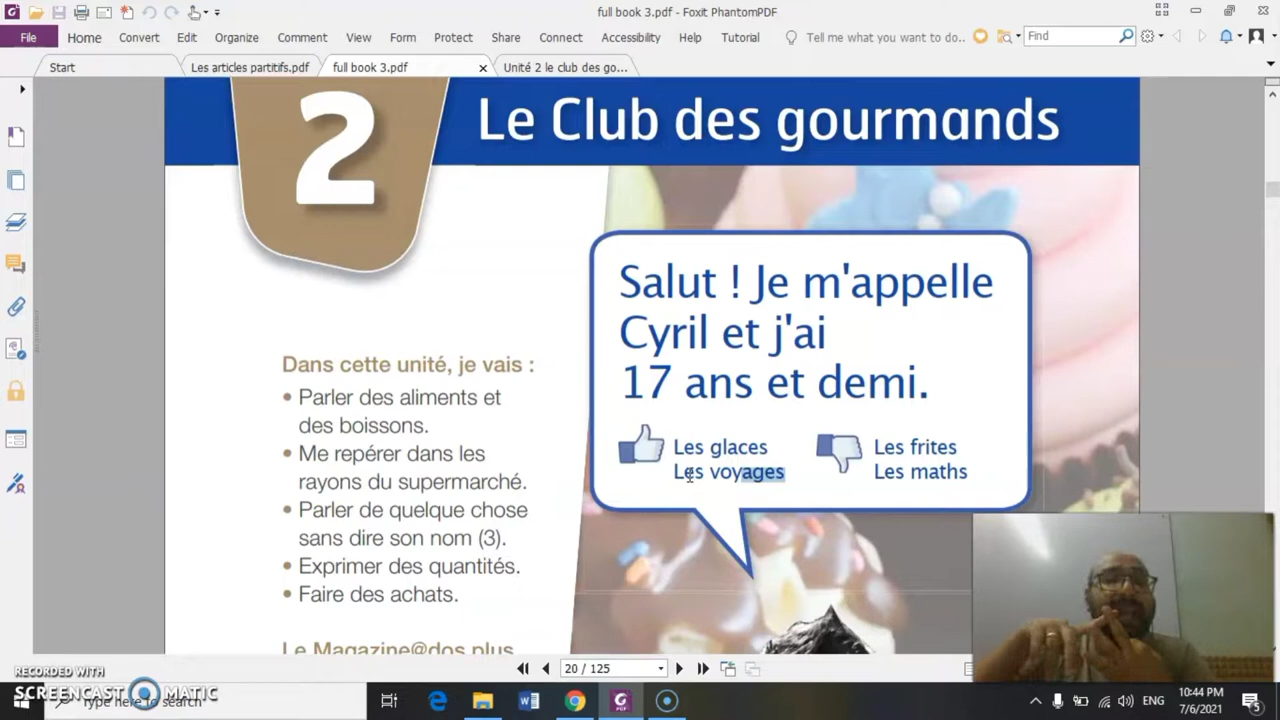 full book 3.pdf - Foxit PhantomPDF
File Home Convert Edit Organize Comment View Form Protect Share Connect Accessibility Help Tutorial Tell me what you want to do.. Find
Start Les articles partitifs.pdf full book 3.pdf Unité 2 le club des go...
2 Le Club des gourmands
Salut ! Je m'appelle
Cyril et j'ai
17 ans et demi.
Les glaces
Les voyages
Les frites
Les maths
Dans cette unité, je vais :
• Parler des aliments et
des boissons.
• Me repérer dans les
rayons du supermarché.
• Parler de quelque chose
sans dire son nom (3).
• Exprimer des quantités.
• Faire des achats.
Le Magazine@dos plus
20 / 125
RECORDED WITH
SCREENCAST MATIC
Type here to search
ENG
10:44 PM
7/6/2021
5